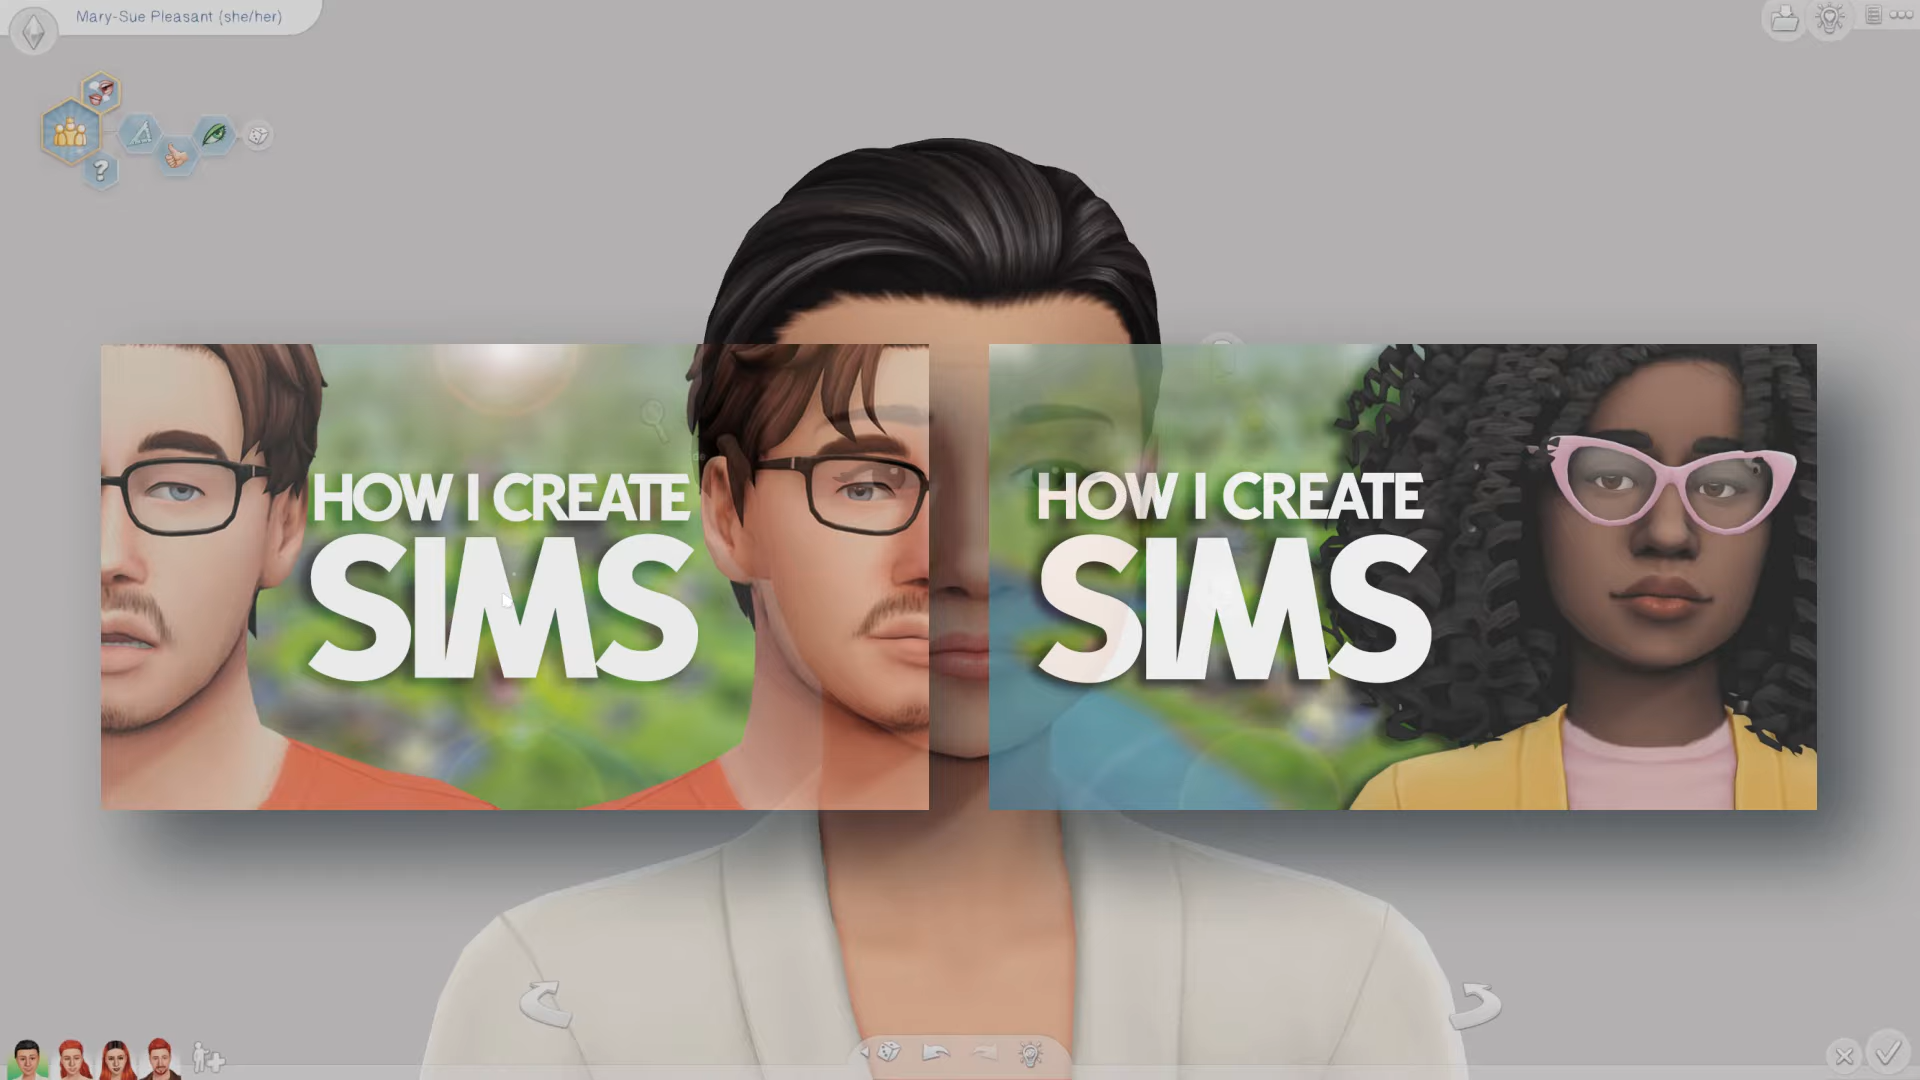 Mary-Sue Pleasant (she/her)
?
HOW I CREATE
SIMS
HOW I CREATE
SIMS